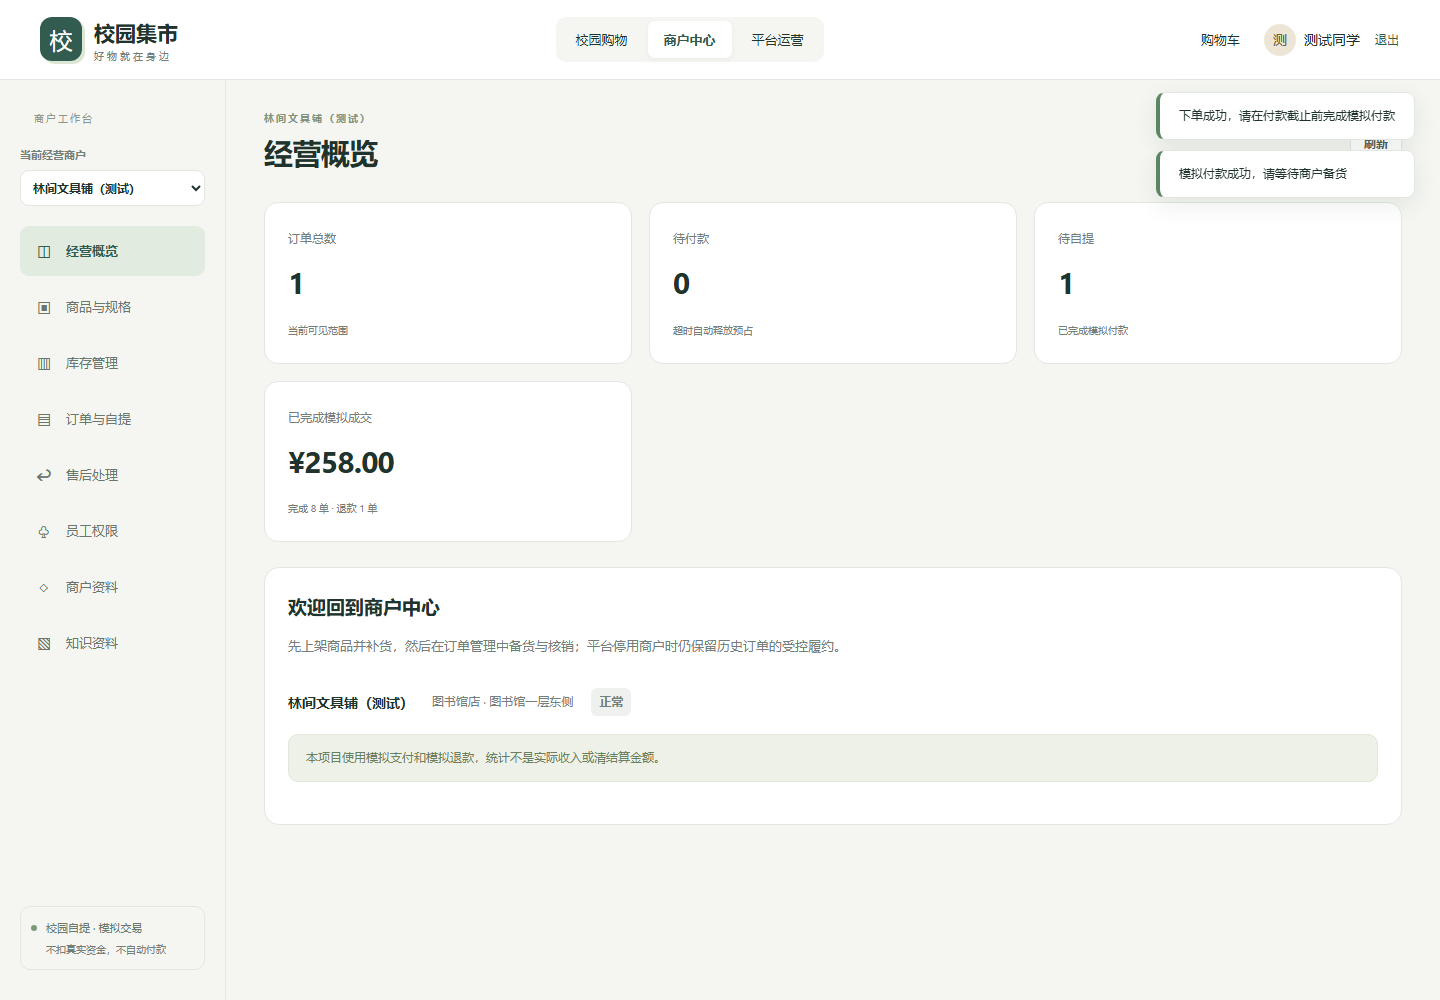 校
校园集市
好物就在身边
校园购物
商户中心
平台运营
购物车
测
测试同学
退出
商户工作台
当前经营商户
林间文具铺（测试）
经营概览
商品与规格
库存管理
订单与自提
售后处理
员工权限
商户资料
知识资料
校园自提 · 模拟交易
不扣真实资金，不自动付款
林间文具铺（测试）
经营概览
刷新
下单成功，请在付款截止前完成模拟付款
模拟付款成功，请等待商户备货
订单总数
1
当前可见范围
待付款
0
超时自动释放预占
待自提
1
已完成模拟付款
已完成模拟成交
¥258.00
完成 8 单 · 退款 1 单
欢迎回到商户中心
先上架商品并补货，然后在订单管理中备货与核销；平台停用商户时仍保留历史订单的受控履约。
林间文具铺（测试）
图书馆店 · 图书馆一层东侧
正常
本项目使用模拟支付和模拟退款，统计不是实际收入或清结算金额。